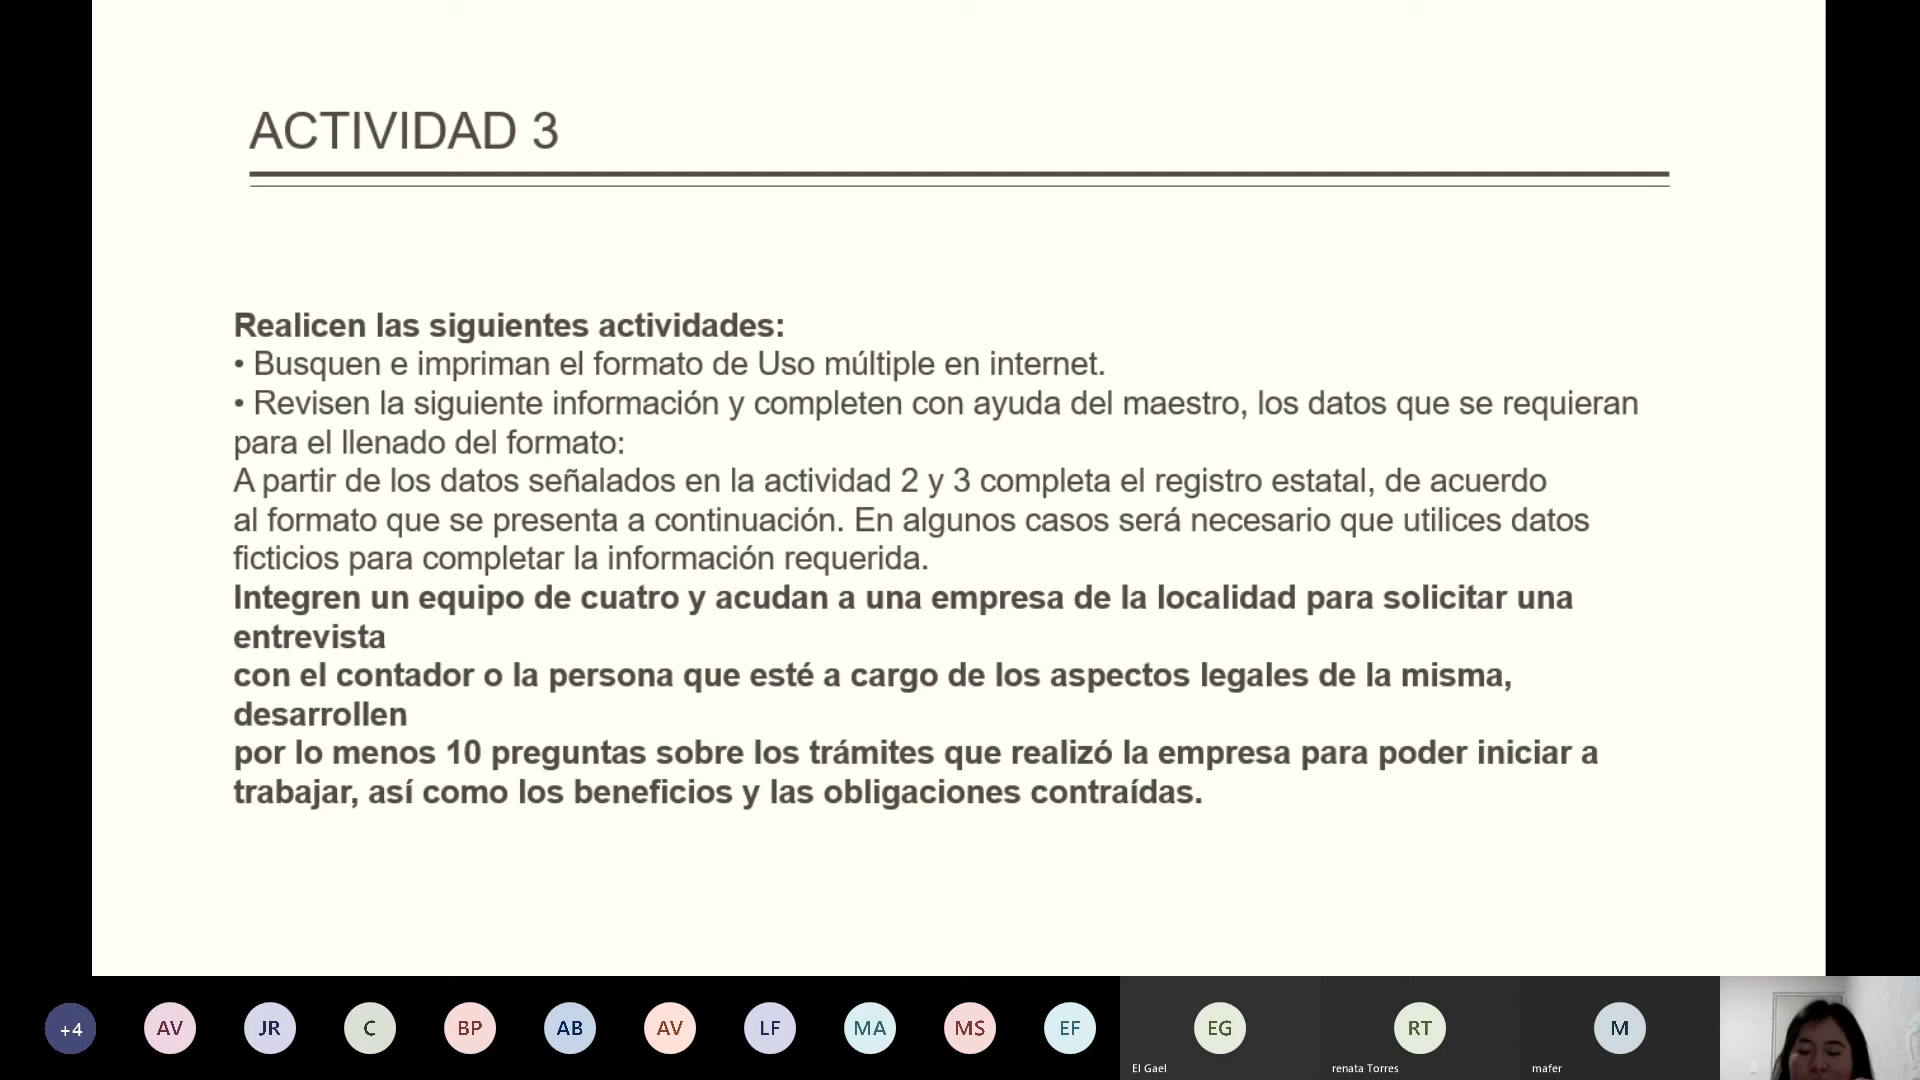 ACTIVIDAD 3
Realicen las siguientes actividades:
• Busquen e impriman el formato de Uso múltiple en internet.
• Revisen la siguiente información y completen con ayuda del maestro, los datos que se requieran
para el llenado del formato:
A partir de los datos señalados en la actividad 2 y 3 completa el registro estatal, de acuerdo
al formato que se presenta a continuación. En algunos casos será necesario que utilices datos
ficticios para completar la información requerida.
Integren un equipo de cuatro y acudan a una empresa de la localidad para solicitar una
entrevista
con el contador o la persona que esté a cargo de los aspectos legales de la misma,
desarrollen
por lo menos 10 preguntas sobre los trámites que realizó la empresa para poder iniciar a
trabajar, así como los beneficios y las obligaciones contraídas.
+4 AV JR C BP AB AV LF MA MS EF EG RT M
El Gael renata Torres mafer